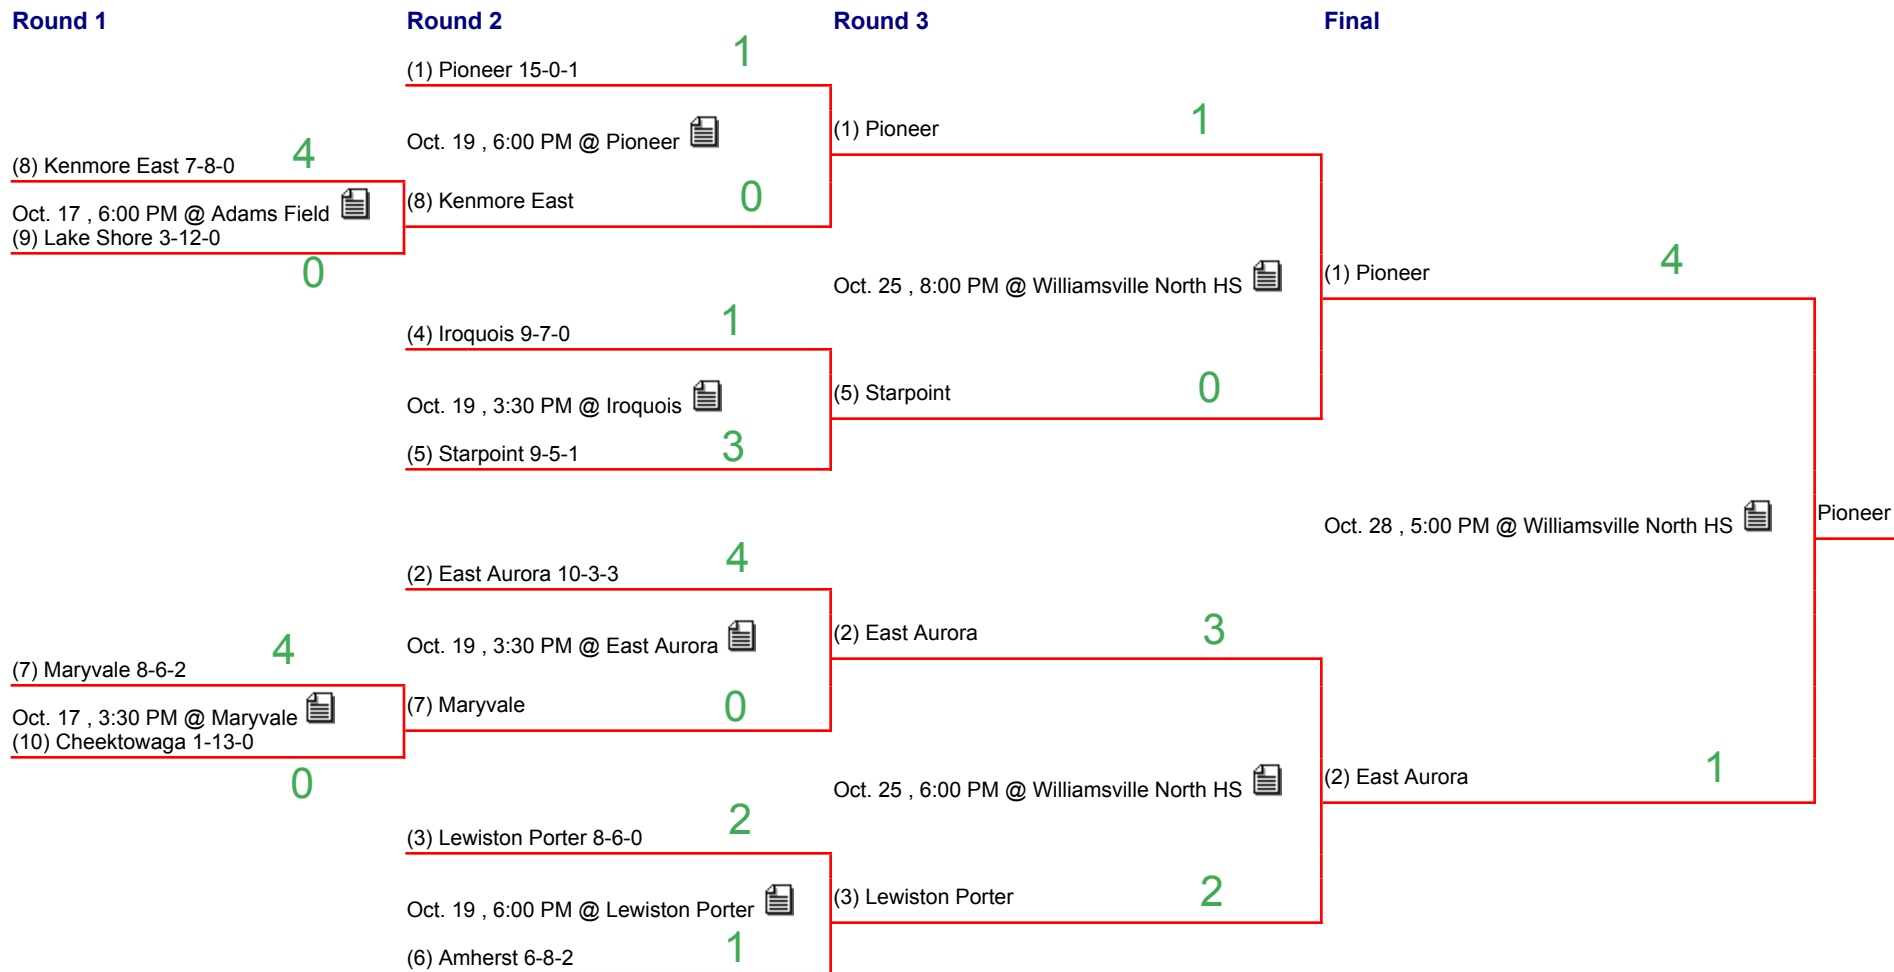 Round 1
Round 2
Round 3
Final
(1) Pioneer 15-0-1
1
Oct. 19 , 6:00 PM @ Pioneer
(1) Pioneer
1
(8) Kenmore East 7-8-0
4
Oct. 17 , 6:00 PM @ Adams Field
(9) Lake Shore 3-12-0
0
(8) Kenmore East
0
Oct. 25 , 8:00 PM @ Williamsville North HS
(1) Pioneer
4
(4) Iroquois 9-7-0
1
Oct. 19 , 3:30 PM @ Iroquois
(5) Starpoint
0
(5) Starpoint 9-5-1
3
Oct. 28 , 5:00 PM @ Williamsville North HS
Pioneer
(2) East Aurora 10-3-3
4
Oct. 19 , 3:30 PM @ East Aurora
(2) East Aurora
3
(7) Maryvale 8-6-2
4
Oct. 17 , 3:30 PM @ Maryvale
(10) Cheektowaga 1-13-0
0
(7) Maryvale
0
Oct. 25 , 6:00 PM @ Williamsville North HS
(2) East Aurora
1
(3) Lewiston Porter 8-6-0
2
Oct. 19 , 6:00 PM @ Lewiston Porter
(3) Lewiston Porter
2
(6) Amherst 6-8-2
1